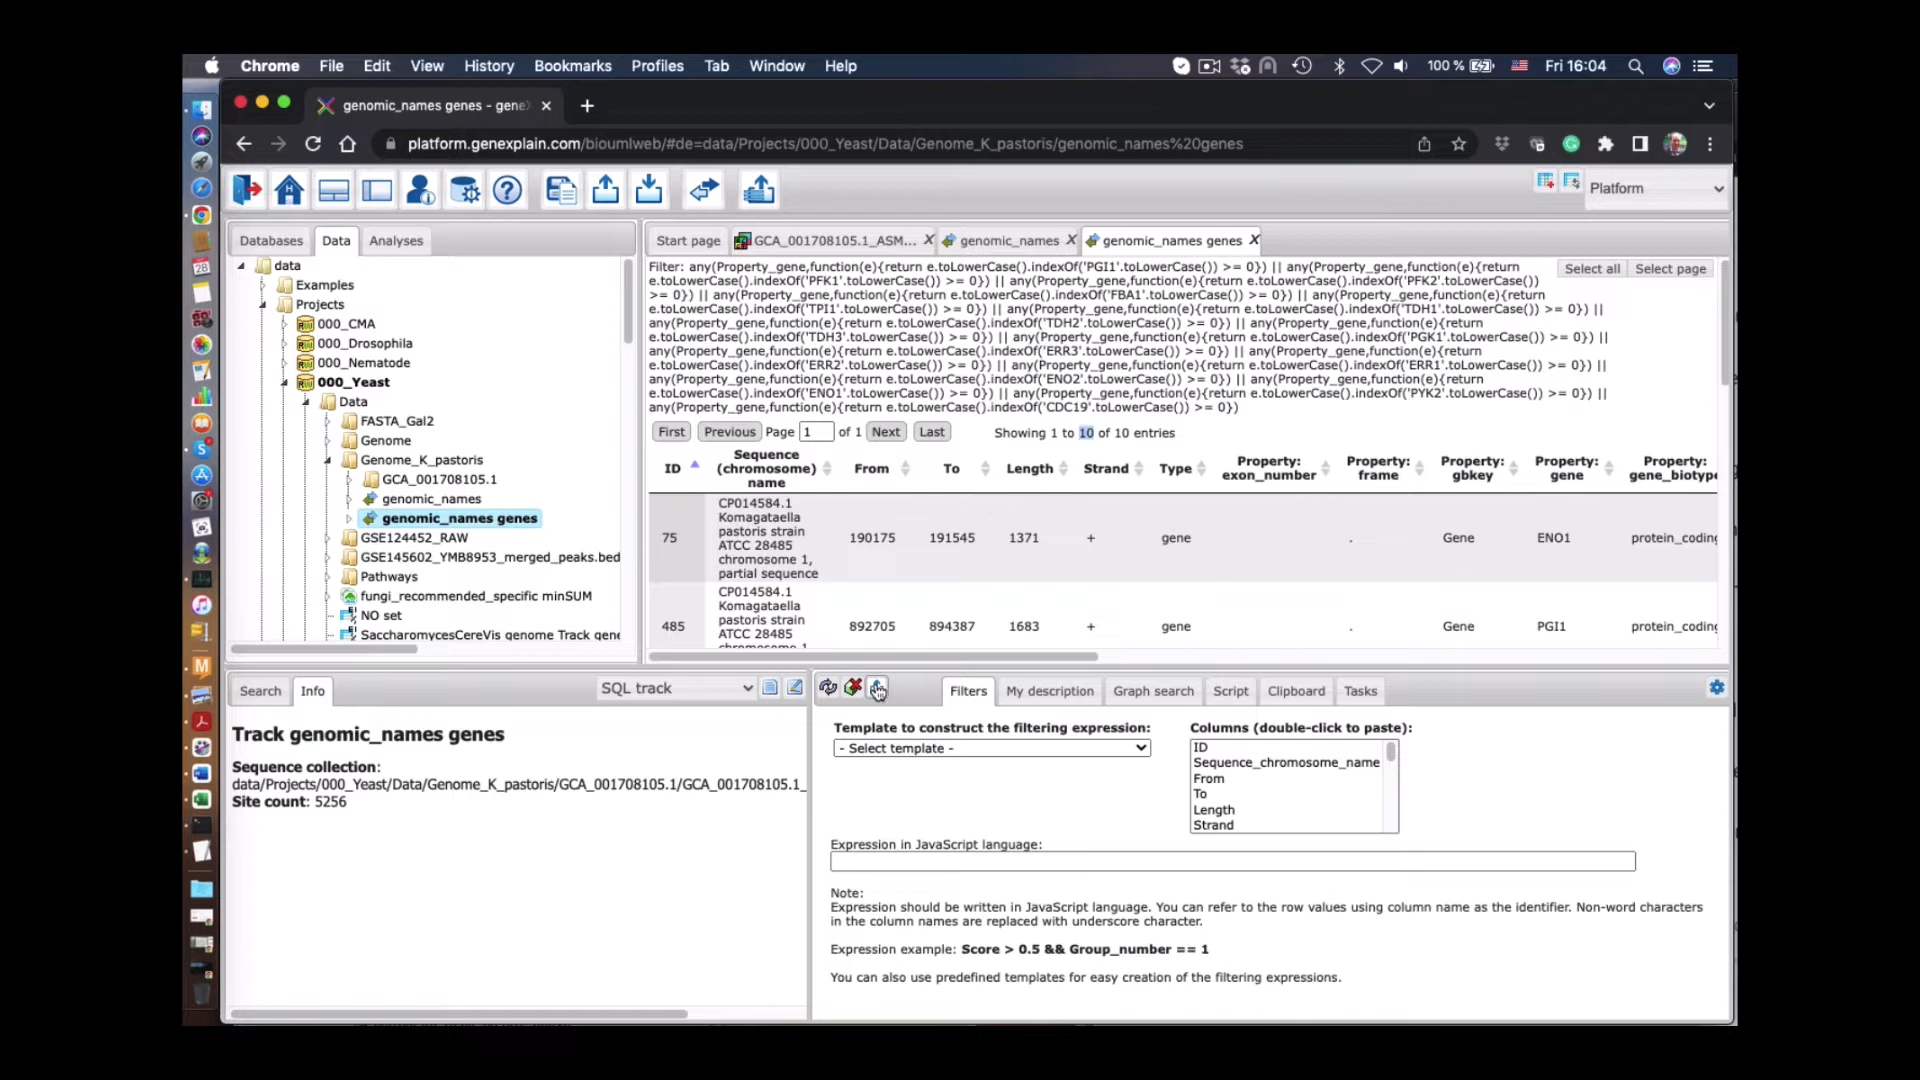 Chrome File Edit View History Bookmarks Profiles Tab Window Help 100 % Fri 16:04
genomic_names genes - geneX
platform.genexplain.com/bioumlweb/#de=data/Projects/000_Yeast/Data/Genome_K_pastoris/genomic_names%20genes
Platform
Databases Data Analyses
data
Examples
Projects
000_CMA
000_Drosophila
000_Nematode
000_Yeast
Data
FASTA_Gal2
Genome
Genome_K_pastoris
GCA_001708105.1
genomic_names
genomic_names genes
GSE124452_RAW
GSE145602_YMB8953_merged_peaks.bed
Pathways
fungi_recommended_specific minSUM
NO set
SaccharomycesCereVis genome Track gene
Start page GCA_001708105.1_ASM... X genomic_names X genomic_names genes X
Filter: any(Property_gene,function(e){return e.toLowerCase().indexOf('PGI1'.toLowerCase()) >= 0}) || any(Property_gene,function(e){return
e.toLowerCase().indexOf('PFK1'.toLowerCase()) >= 0}) || any(Property_gene,function(e){return e.toLowerCase().indexOf('PFK2'.toLowerCase())
>= 0}) || any(Property_gene,function(e){return e.toLowerCase().indexOf('FBA1'.toLowerCase()) >= 0}) || any(Property_gene,function(e){return
e.toLowerCase().indexOf('TPI1'.toLowerCase()) >= 0}) || any(Property_gene,function(e){return e.toLowerCase().indexOf('TDH1'.toLowerCase()) >= 0}) ||
any(Property_gene,function(e){return e.toLowerCase().indexOf('TDH2'.toLowerCase()) >= 0}) || any(Property_gene,function(e){return
e.toLowerCase().indexOf('TDH3'.toLowerCase()) >= 0}) || any(Property_gene,function(e){return e.toLowerCase().indexOf('PGK1'.toLowerCase()) >= 0}) ||
any(Property_gene,function(e){return e.toLowerCase().indexOf('ERR3'.toLowerCase()) >= 0}) || any(Property_gene,function(e){return
e.toLowerCase().indexOf('ERR2'.toLowerCase()) >= 0}) || any(Property_gene,function(e){return e.toLowerCase().indexOf('ERR1'.toLowerCase()) >= 0}) ||
any(Property_gene,function(e){return e.toLowerCase().indexOf('ENO2'.toLowerCase()) >= 0}) || any(Property_gene,function(e){return
e.toLowerCase().indexOf('ENO1'.toLowerCase()) >= 0}) || any(Property_gene,function(e){return e.toLowerCase().indexOf('PYK2'.toLowerCase()) >= 0}) ||
any(Property_gene,function(e){return e.toLowerCase().indexOf('CDC19'.toLowerCase()) >= 0})
Select all Select page
First Previous Page 1 of 1 Next Last Showing 1 to 10 of 10 entries
ID Sequence (chromosome) name From To Length Strand Type Property: exon_number Property: frame Property: gbkey Property: gene Property: gene_biotype
75 CP014584.1 Komagataella pastoris strain ATCC 28485 chromosome 1, partial sequence 190175 191545 1371 + gene . Gene ENO1 protein_coding
485 CP014584.1 Komagataella pastoris strain ATCC 28485 chromosome 1, 892705 894387 1683 + gene . Gene PGI1 protein_coding
Search Info SQL track
Track genomic_names genes
Sequence collection:
data/Projects/000_Yeast/Data/Genome_K_pastoris/GCA_001708105.1/GCA_001708105.1_
Site count: 5256
Filters My description Graph search Script Clipboard Tasks
Template to construct the filtering expression:
- Select template -
Columns (double-click to paste):
ID
Sequence_chromosome_name
From
To
Length
Strand
Expression in JavaScript language:
Note:
Expression should be written in JavaScript language. You can refer to the row values using column name as the identifier. Non-word characters
in the column names are replaced with underscore character.
Expression example: Score > 0.5 && Group_number == 1
You can also use predefined templates for easy creation of the filtering expressions.